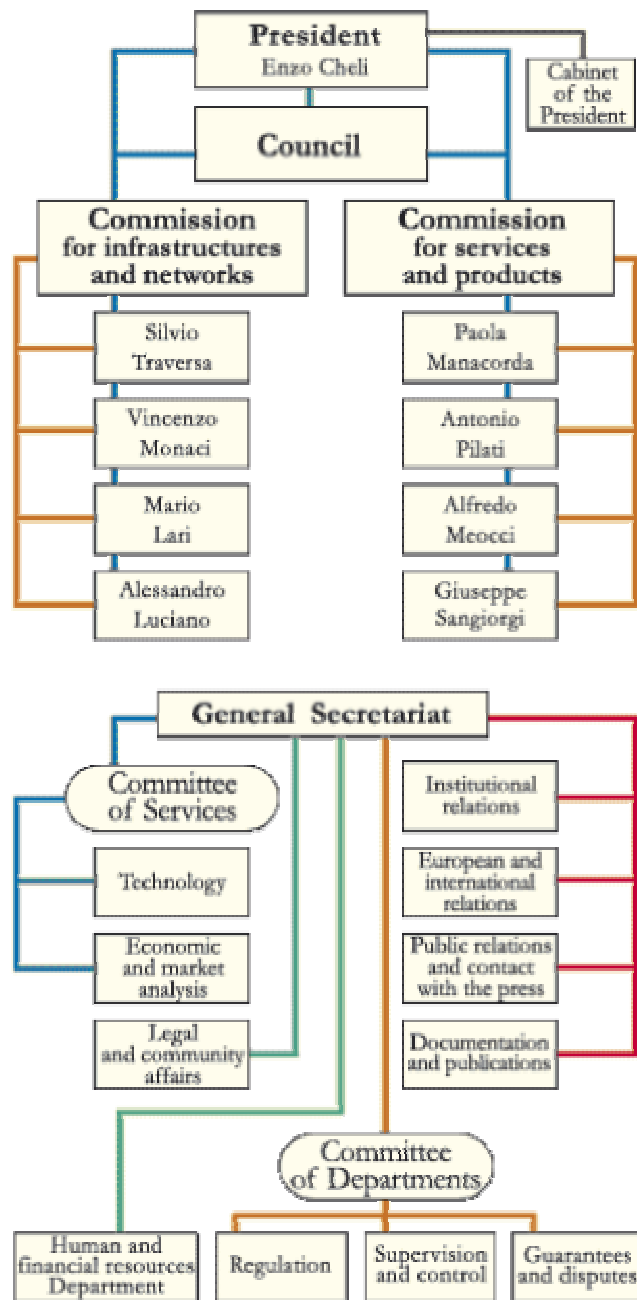 President
Enzo Cheli
Cabinet
of the
President
Council
Commission
for infrastructures
and networks
Commission
for services
and products
Silvio
Traversa
Paola
Manacorda
Vincenzo
Monaci
Antonio
Pilati
Mario
Lari
Alfredo
Meocci
Alessandro
Luciano
Giuseppe
Sangiorgi
General Secretariat
Committee
of Services
Institutional
relations
Technology
European and
international
relations
Economic
and market
analysis
Public relations
and contact
with the press
Legal
and community
affairs
Documentation
and publications
Committee
of Departments
Human and
financial resources
Department
Regulation
Supervision
and control
Guarantees
and disputes